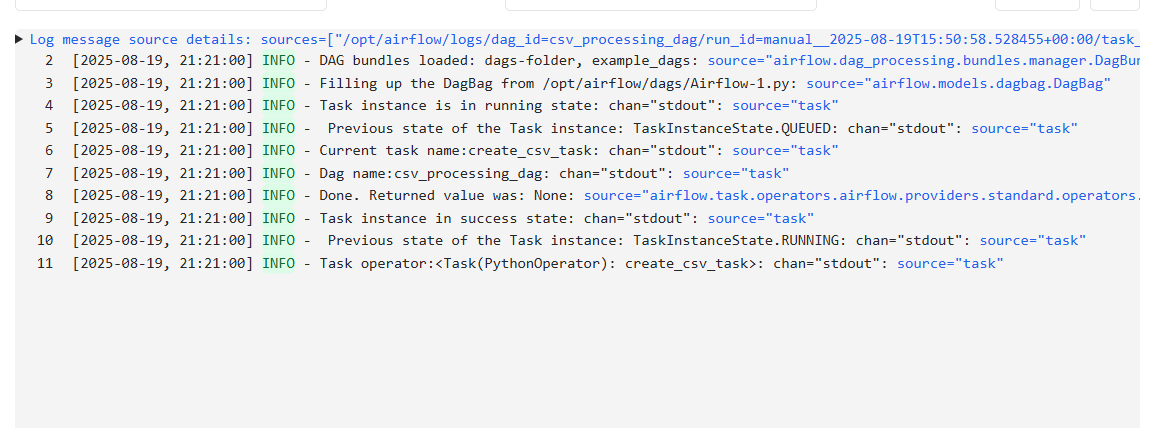 Log message source details: sources=["/opt/airflow/logs/dag_id=csv_processing_dag/run_id=manual__2025-08-19T15:50:58.528455+00:00/task_
2 [2025-08-19, 21:21:00] INFO - DAG bundles loaded: dags-folder, example_dags: source="airflow.dag_processing.bundles.manager.DagBun
3 [2025-08-19, 21:21:00] INFO - Filling up the DagBag from /opt/airflow/dags/Airflow-1.py: source="airflow.models.dagbag.DagBag"
4 [2025-08-19, 21:21:00] INFO - Task instance is in running state: chan="stdout": source="task"
5 [2025-08-19, 21:21:00] INFO -  Previous state of the Task instance: TaskInstanceState.QUEUED: chan="stdout": source="task"
6 [2025-08-19, 21:21:00] INFO - Current task name:create_csv_task: chan="stdout": source="task"
7 [2025-08-19, 21:21:00] INFO - Dag name:csv_processing_dag: chan="stdout": source="task"
8 [2025-08-19, 21:21:00] INFO - Done. Returned value was: None: source="airflow.task.operators.airflow.providers.standard.operators.
9 [2025-08-19, 21:21:00] INFO - Task instance in success state: chan="stdout": source="task"
10 [2025-08-19, 21:21:00] INFO -  Previous state of the Task instance: TaskInstanceState.RUNNING: chan="stdout": source="task"
11 [2025-08-19, 21:21:00] INFO - Task operator:<Task(PythonOperator): create_csv_task>: chan="stdout": source="task"